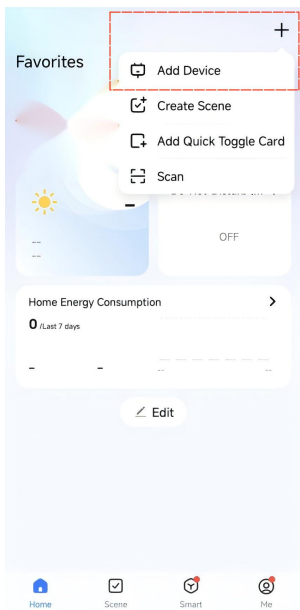 Favorites
Add Device
Create Scene
Add Quick Toggle Card
Scan
--
--
OFF
Home Energy Consumption
0 /Last 7 days
-
-
--
--
Edit
Home
Scene
Smart
Me